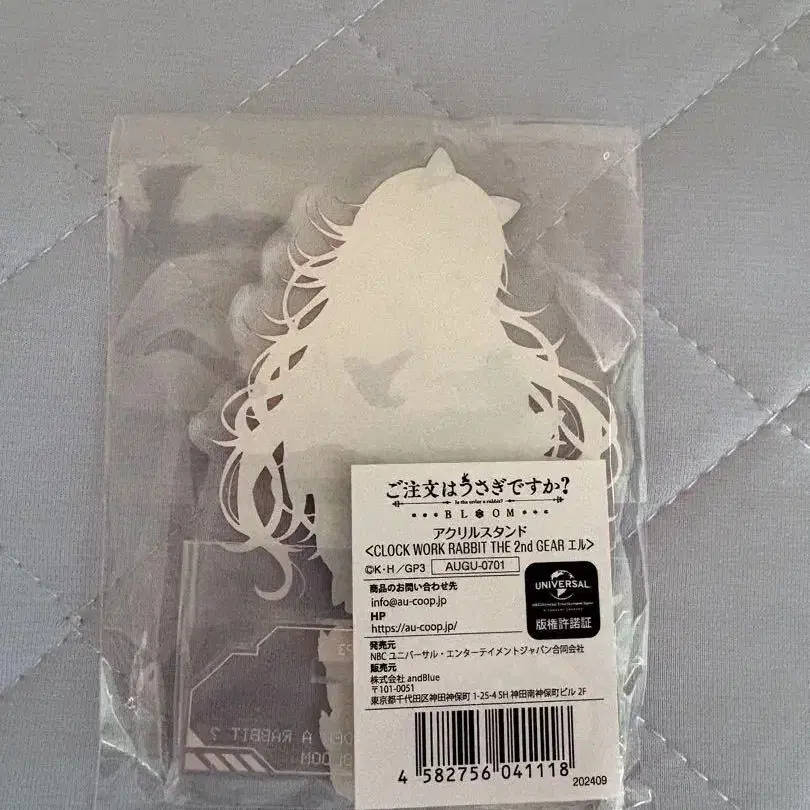 ご注文はうさぎですか?
Is the order a rabbit?
BLOOM
アクリルスタンド
<CLOCK WORK RABBIT THE 2nd GEAR エル>
©K・H/GP3 AUGU-0701
商品のお問い合わせ先
info@au-coop.jp
HP
https://au-coop.jp/
UNIVERSAL
版権許諾証
発売元
NBC ユニバーサル・エンターテイメントジャパン合同会社
販売元
株式会社 andBlue
〒101-0051
東京都千代田区神田神保町 1-25-4 SH 神田南神保町ビル 2F
4 582756 041118
202409
A RABBIT ?